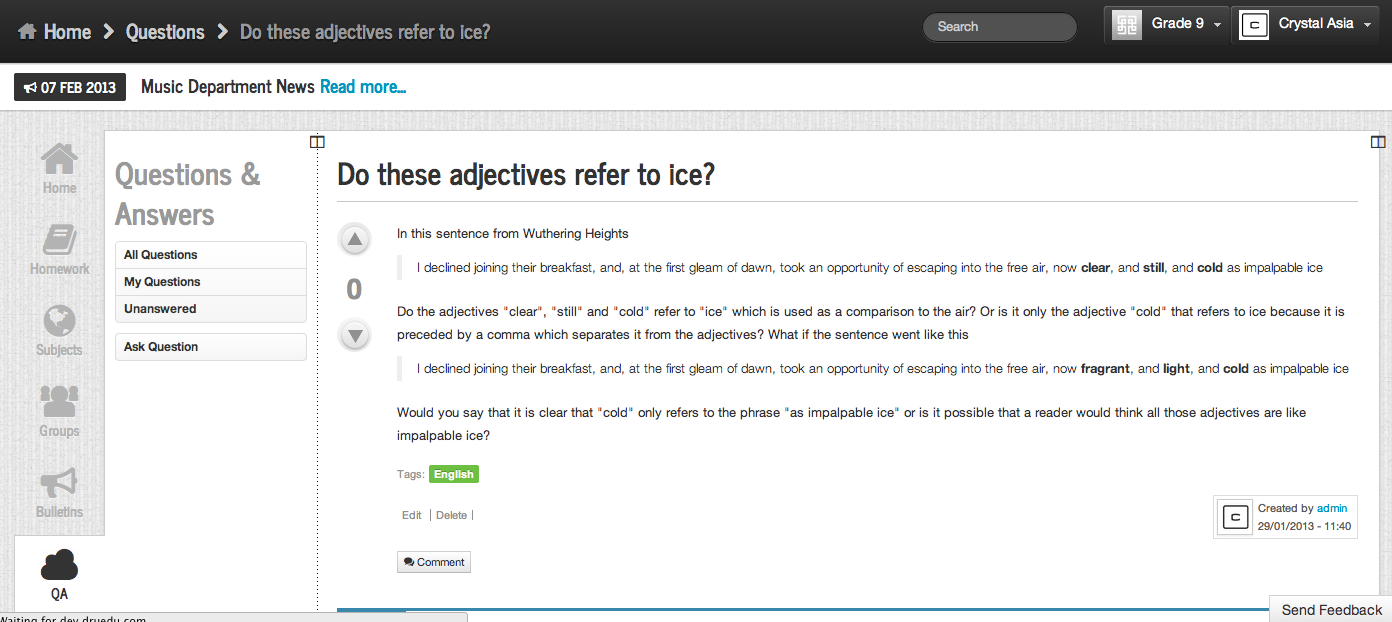 Home > Questions > Do these adjectives refer to ice?
Search
Grade 9
C
Crystal Asia
07 FEB 2013
Music Department News Read more...
Home
Homework
Subjects
Groups
Bulletins
QA
Questions &
Answers
All Questions
My Questions
Unanswered
Ask Question
Do these adjectives refer to ice?
0
In this sentence from Wuthering Heights
I declined joining their breakfast, and, at the first gleam of dawn, took an opportunity of escaping into the free air, now clear, and still, and cold as impalpable ice
Do the adjectives "clear", "still" and "cold" refer to "ice" which is used as a comparison to the air? Or is it only the adjective "cold" that refers to ice because it is
preceded by a comma which separates it from the adjectives? What if the sentence went like this
I declined joining their breakfast, and, at the first gleam of dawn, took an opportunity of escaping into the free air, now fragrant, and light, and cold as impalpable ice
Would you say that it is clear that "cold" only refers to the phrase "as impalpable ice" or is it possible that a reader would think all those adjectives are like
impalpable ice?
Tags: English
Edit | Delete |
C
Created by admin
29/01/2013 - 11:40
Comment
Send Feedback
Waiting for dev.druedu.com